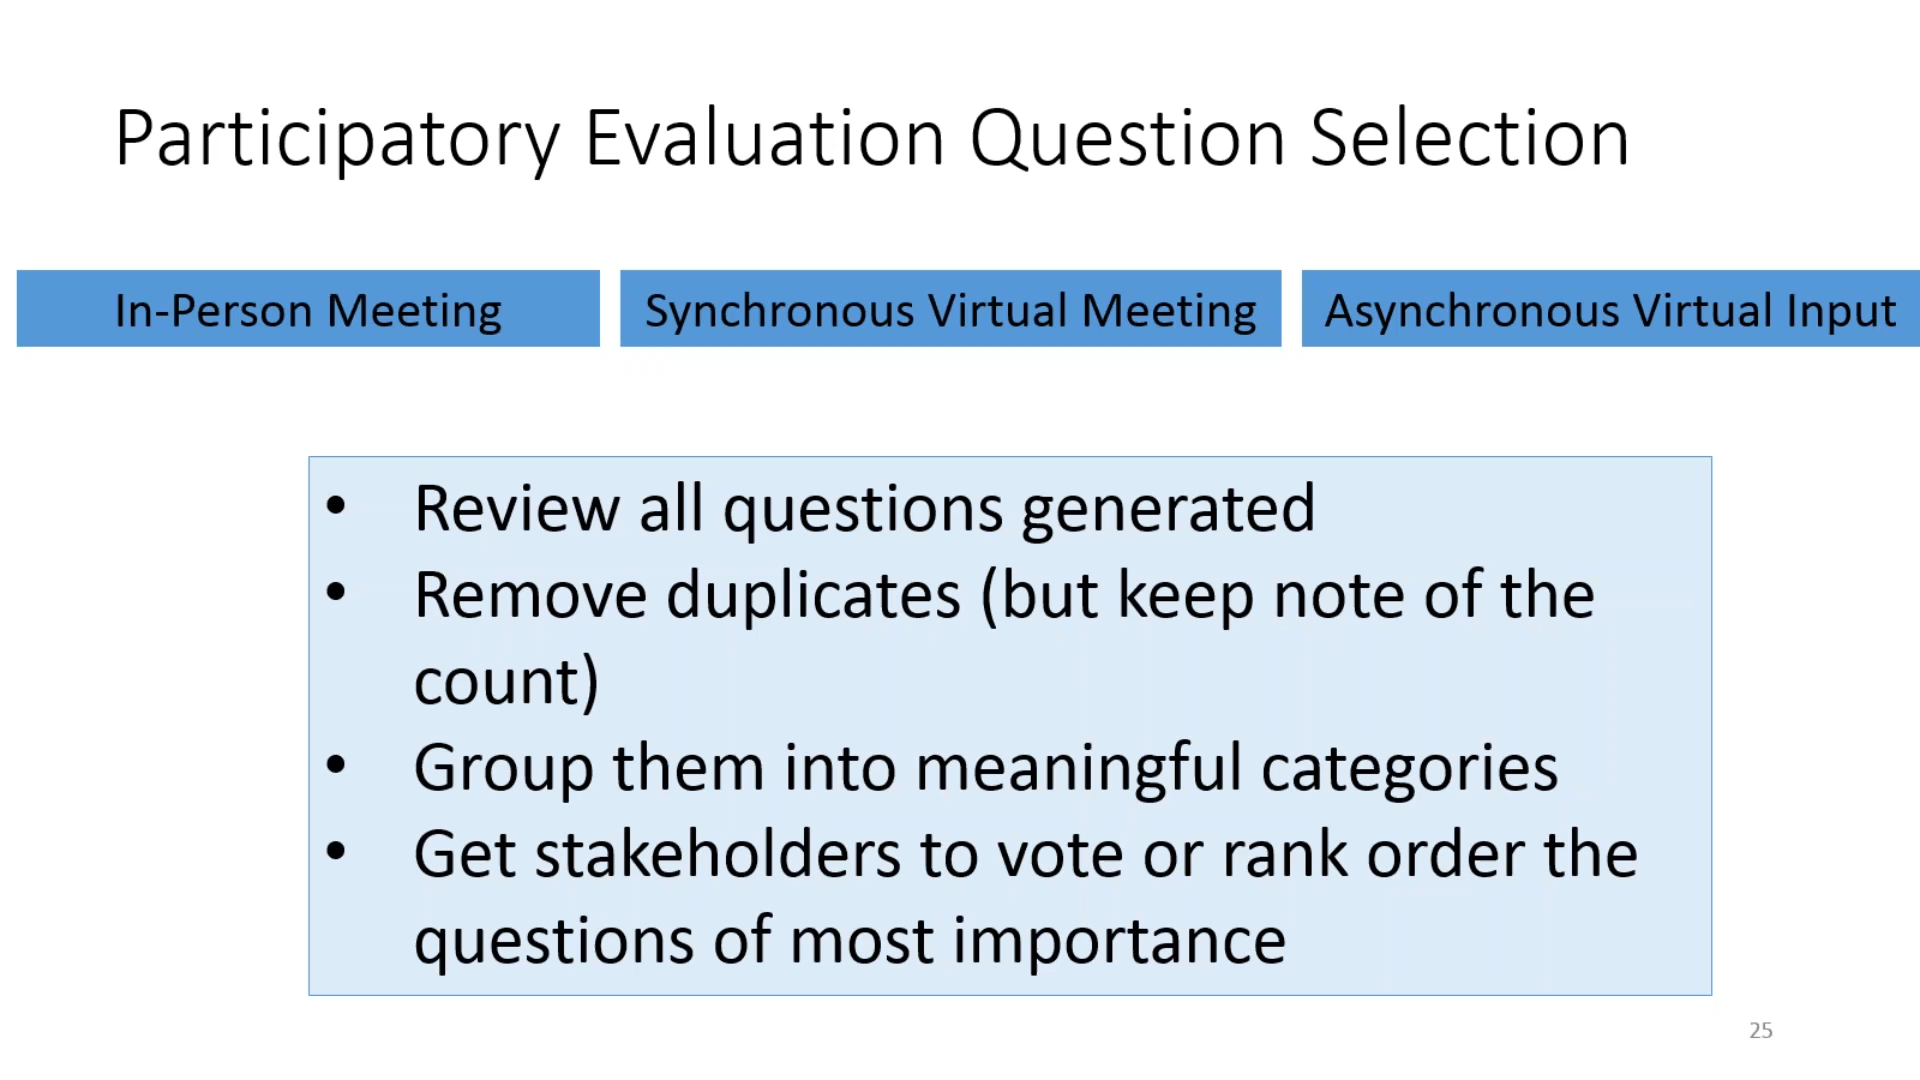 Participatory Evaluation Question Selection
In-Person Meeting
Synchronous Virtual Meeting
Asynchronous Virtual Input
• Review all questions generated
• Remove duplicates (but keep note of the
count)
• Group them into meaningful categories
• Get stakeholders to vote or rank order the
questions of most importance
25